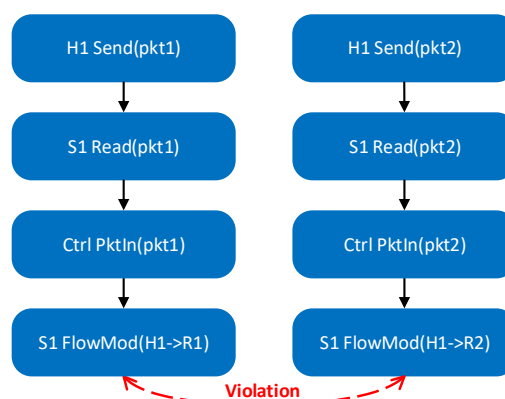 H1 Send(pkt1)
H1 Send(pkt2)
S1 Read(pkt1)
S1 Read(pkt2)
Ctrl PktIn(pkt1)
Ctrl PktIn(pkt2)
S1 FlowMod(H1->R1)
S1 FlowMod(H1->R2)
Violation